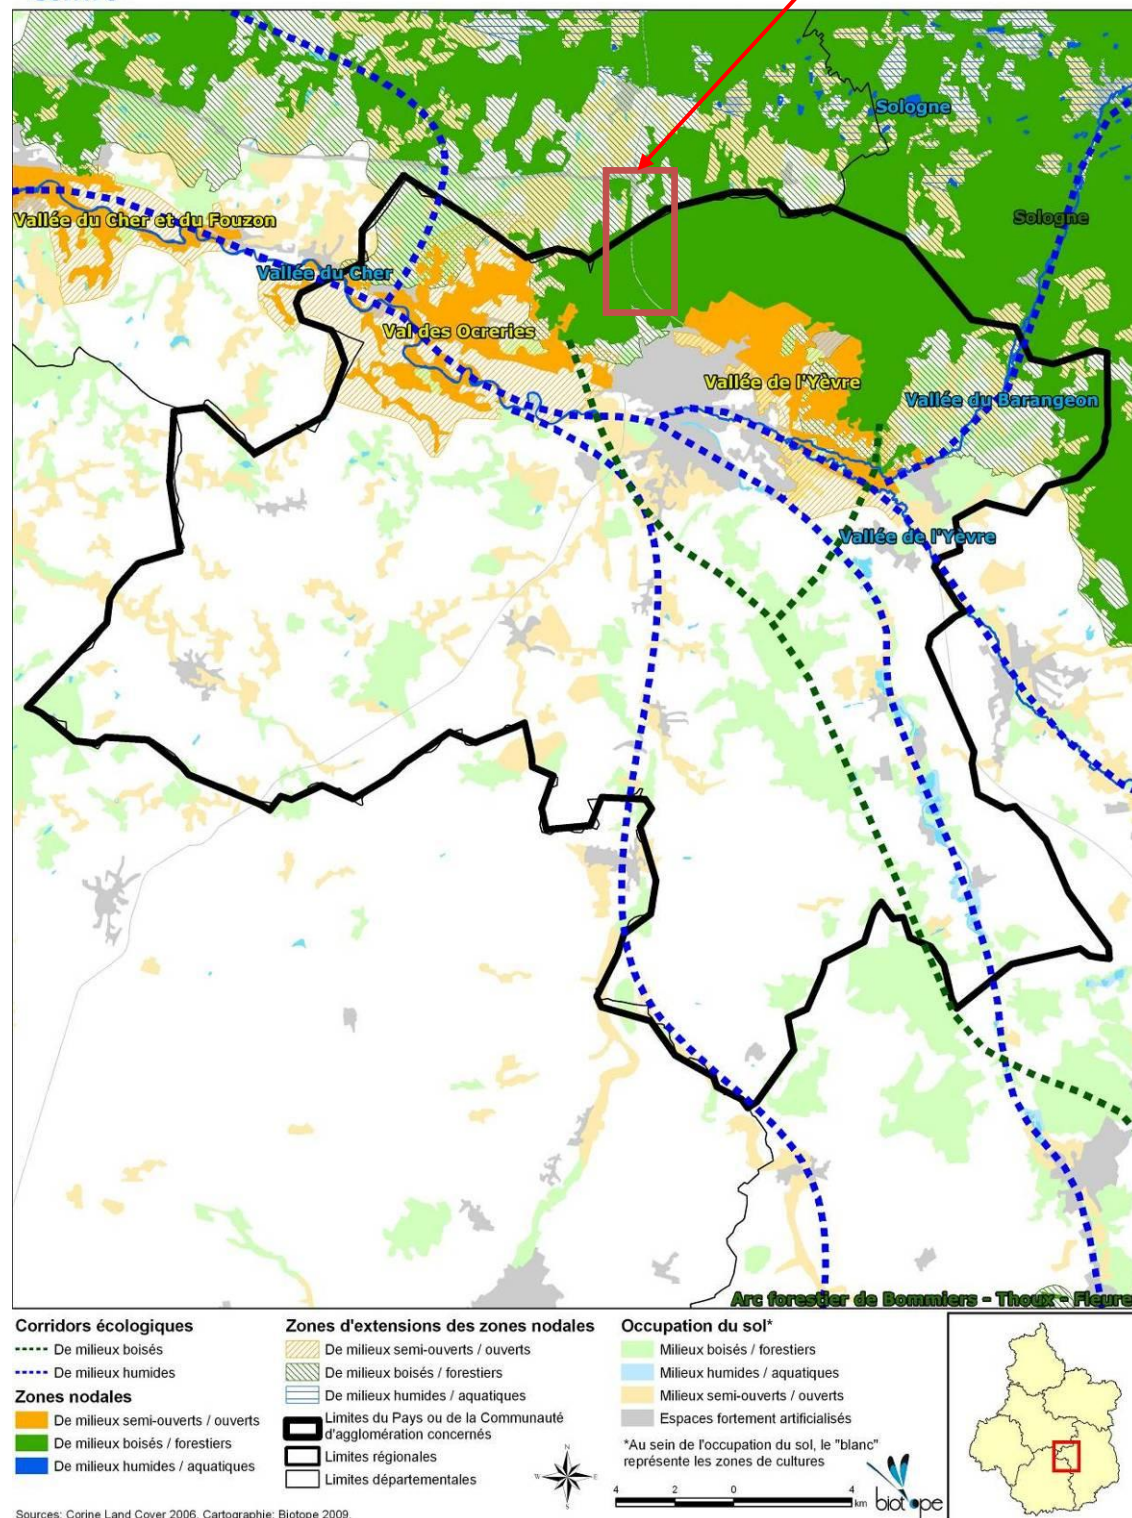 Sologne
Sologne
Vallée du Cher et du Fouzon
Vallée du Cher
Val des Ocreries
Vallée de l'Yèvre
Vallée du Barangeon
Vallée de l'Yèvre
Arc forestier de Bommiers - Thoux - Fleuret
Corridors écologiques
De milieux boisés
De milieux humides
Zones nodales
De milieux semi-ouverts / ouverts
De milieux boisés / forestiers
De milieux humides / aquatiques
Zones d'extensions des zones nodales
De milieux semi-ouverts / ouverts
De milieux boisés / forestiers
De milieux humides / aquatiques
Limites du Pays ou de la Communauté
d'agglomération concernés
Limites régionales
Limites départementales
Occupation du sol*
Milieux boisés / forestiers
Milieux humides / aquatiques
Milieux semi-ouverts / ouverts
Espaces fortement artificialisés
*Au sein de l'occupation du sol, le "blanc"
représente les zones de cultures
N
E
S
4 2 0 4
km
biotope
Sources: Corine Land Cover 2006, Cartographie: Biotope 2009.